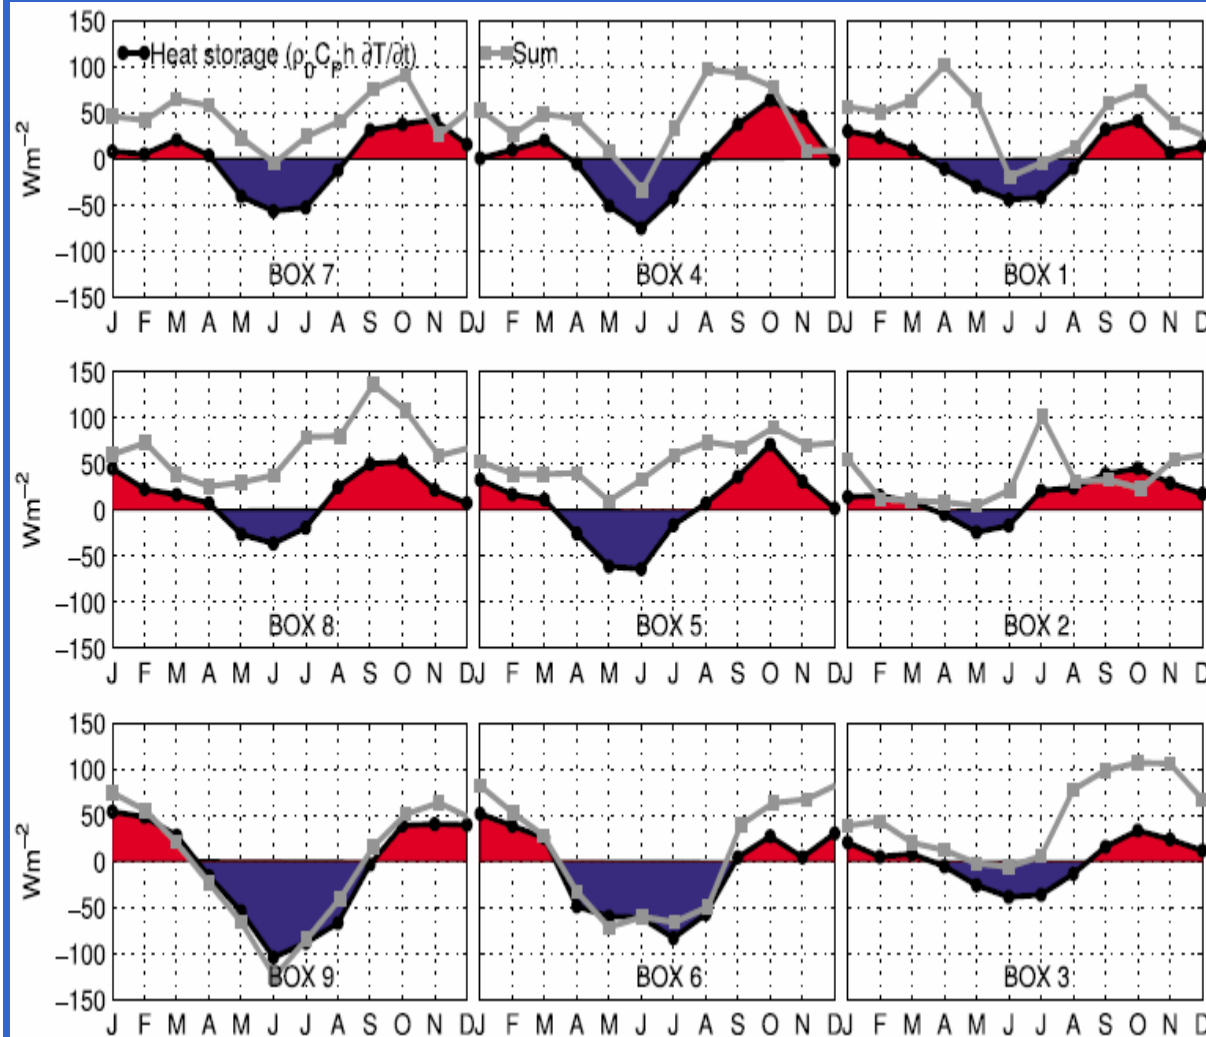 150
100
50
0
−50
−100
−150
Wm⁻²
Heat storage (ρ₀Cₚh ∂T/∂t)
Sum
BOX 7
BOX 4
BOX 1
J F M A M J J A S O N D
J F M A M J J A S O N D
J F M A M J J A S O N D
150
100
50
0
−50
−100
−150
Wm⁻²
BOX 8
BOX 5
BOX 2
J F M A M J J A S O N D
J F M A M J J A S O N D
J F M A M J J A S O N D
150
100
50
0
−50
−100
−150
Wm⁻²
BOX 9
BOX 6
BOX 3
J F M A M J J A S O N D
J F M A M J J A S O N D
J F M A M J J A S O N D